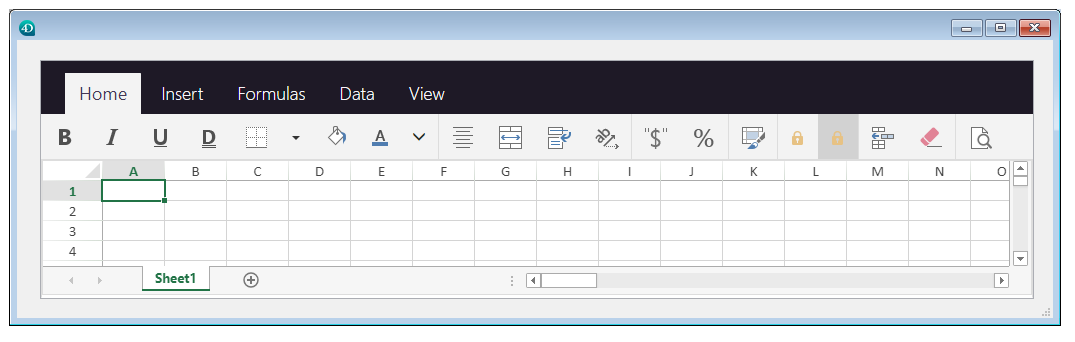 4D
Home Insert Formulas Data View
B I U D A "$" %
A B C D E F G H I J K L M N O
1
2
3
4
Sheet1